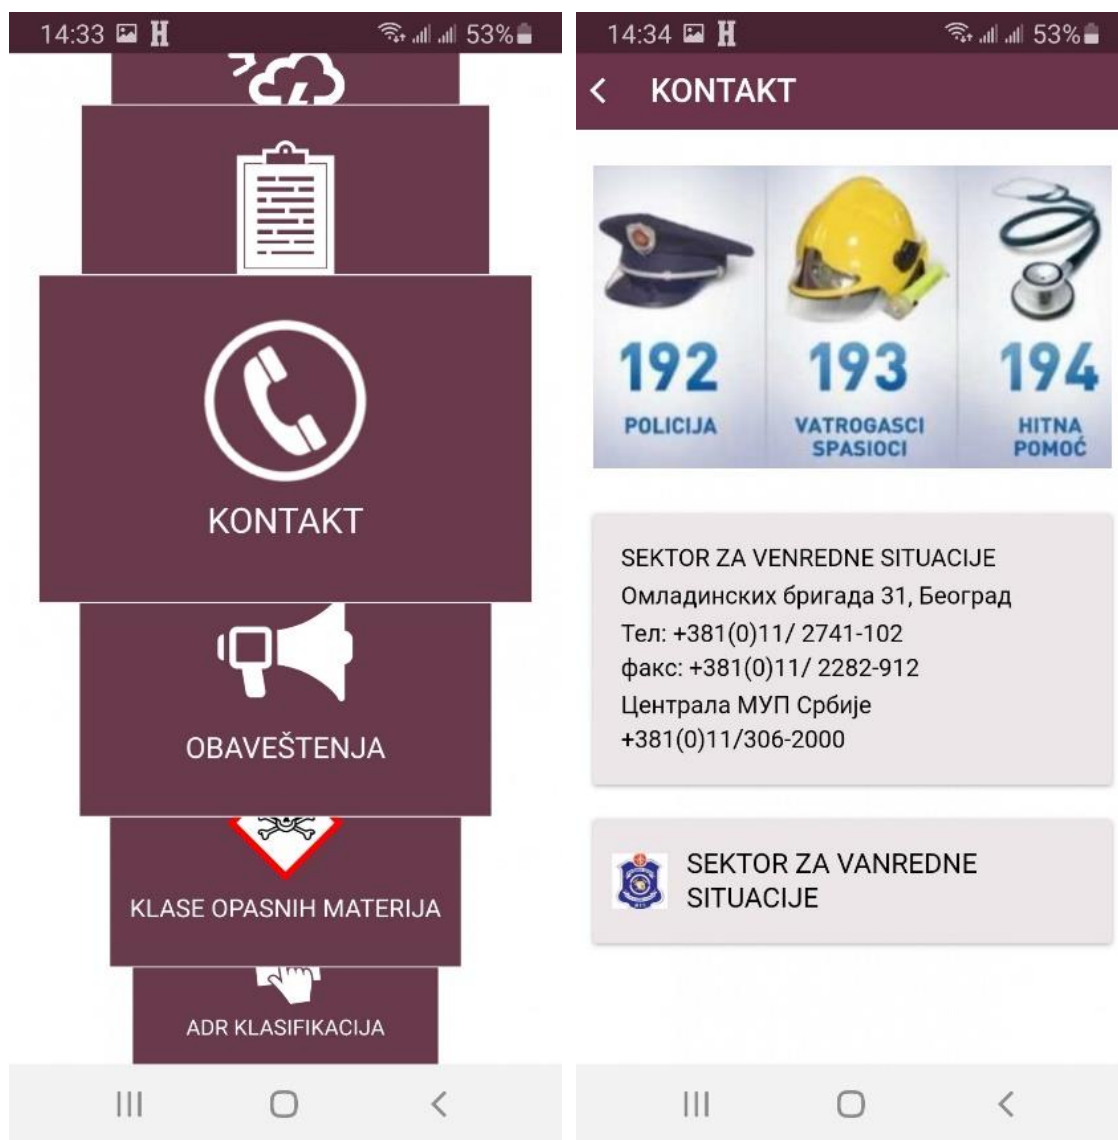 14:33 H 53%
KONTAKT
OBAVEŠTENJA
KLASE OPASNIH MATERIJA
ADR KLASIFIKACIJA
14:34 H 53%
KONTAKT
192
POLICIJA
193
VATROGASCI
SPASIOCI
194
HITNA
POMOĆ
SEKTOR ZA VENREDNE SITUACIJE
Омладинских бригада 31, Београд
Тел: +381(0)11/ 2741-102
факс: +381(0)11/ 2282-912
Централа МУП Србије
+381(0)11/306-2000
SEKTOR ZA VANREDNE
SITUACIJE